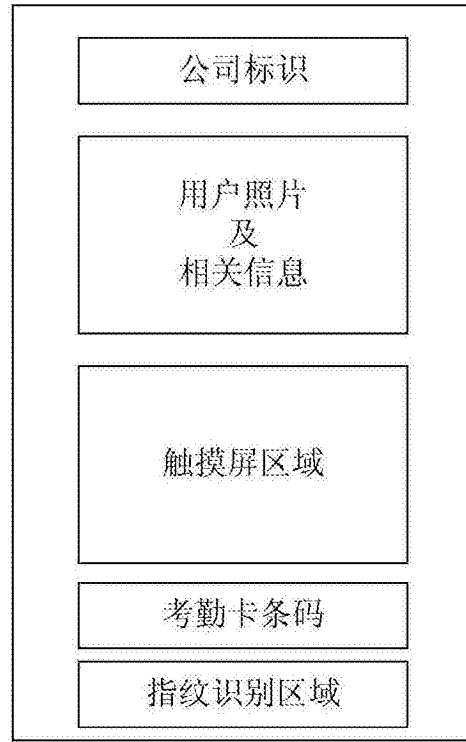 公司标识
用户照片
及
相关信息
触摸屏区域
考勤卡条码
指纹识别区域